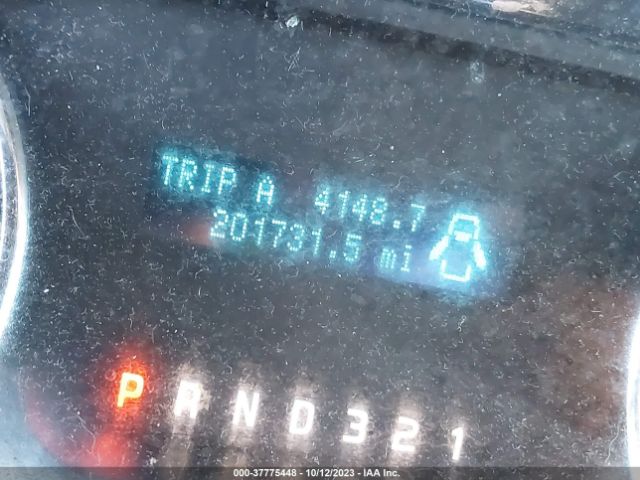 TRIP A 4148.7
201731.5 mi
P R N D 3 2 1
000-37775448 - 10/12/2023 - IAA Inc.